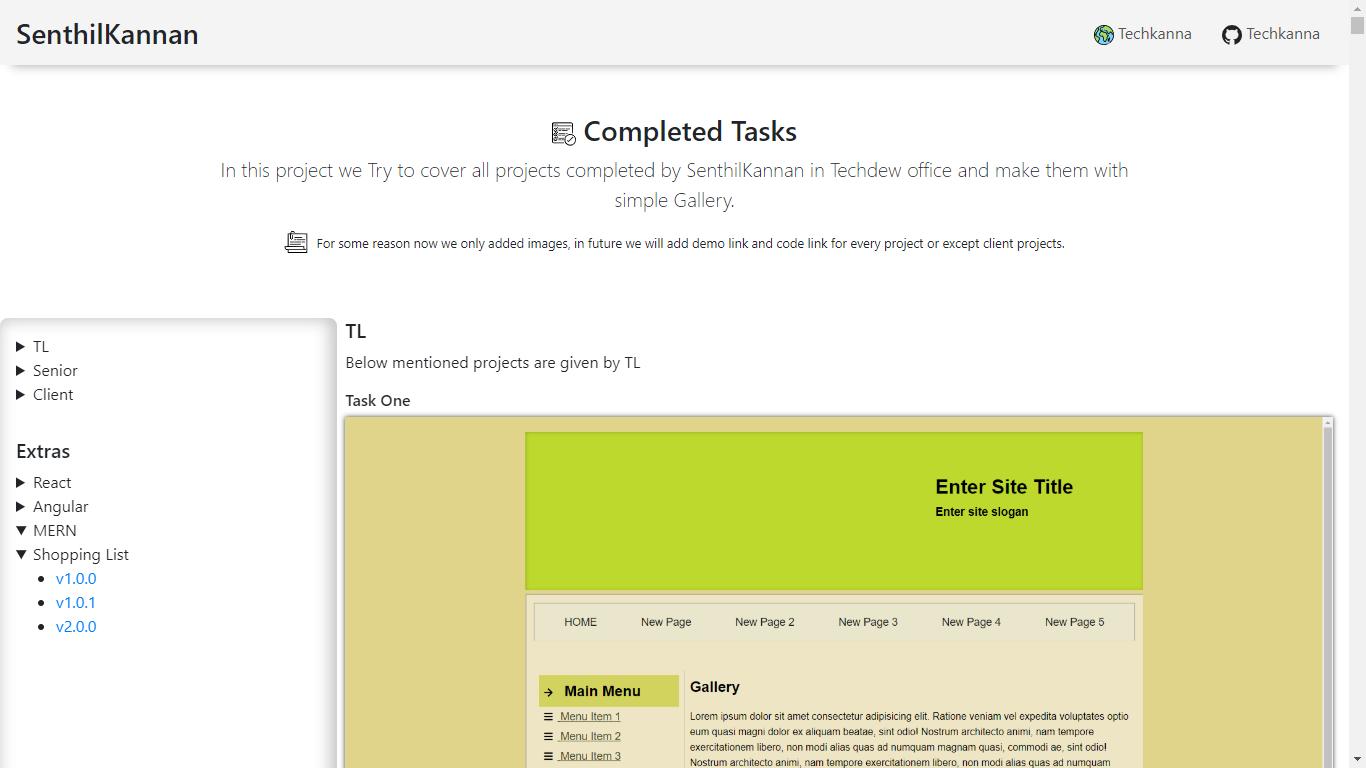 SenthilKannan
Techkanna
Techkanna
Completed Tasks
In this project we Try to cover all projects completed by SenthilKannan in Techdew office and make them with
simple Gallery.
For some reason now we only added images, in future we will add demo link and code link for every project or except client projects.
TL
Senior
Client
Extras
React
Angular
MERN
Shopping List
v1.0.0
v1.0.1
v2.0.0
TL
Below mentioned projects are given by TL
Task One
Enter Site Title
Enter site slogan
HOME New Page New Page 2 New Page 3 New Page 4 New Page 5
Main Menu
Menu Item 1
Menu Item 2
Menu Item 3
Gallery
Lorem ipsum dolor sit amet consectetur adipisicing elit. Ratione veniam vel expedita voluptates optio
eum quasi magni dolor ex aliquam beatae, sint odio! Nostrum architecto animi, nam tempore
exercitationem libero, non modi alias quas ad numquam magnam quasi, commodi ae, sint odio!
Nostrum architecto animi, nam tempore exercitationem libero, non modi alias quas ad numquam